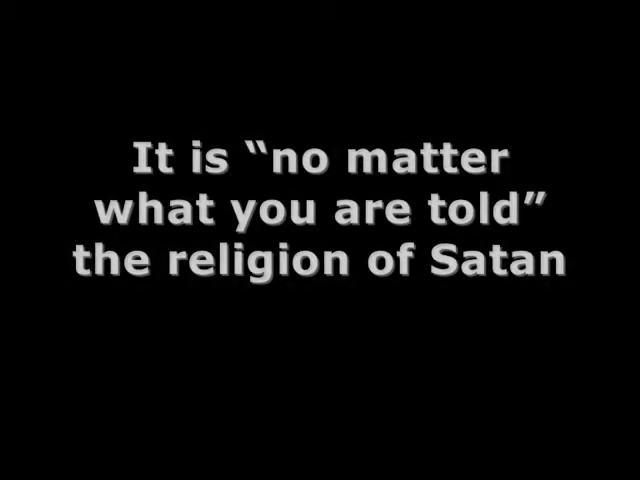 It is “no matter
what you are told”
the religion of Satan